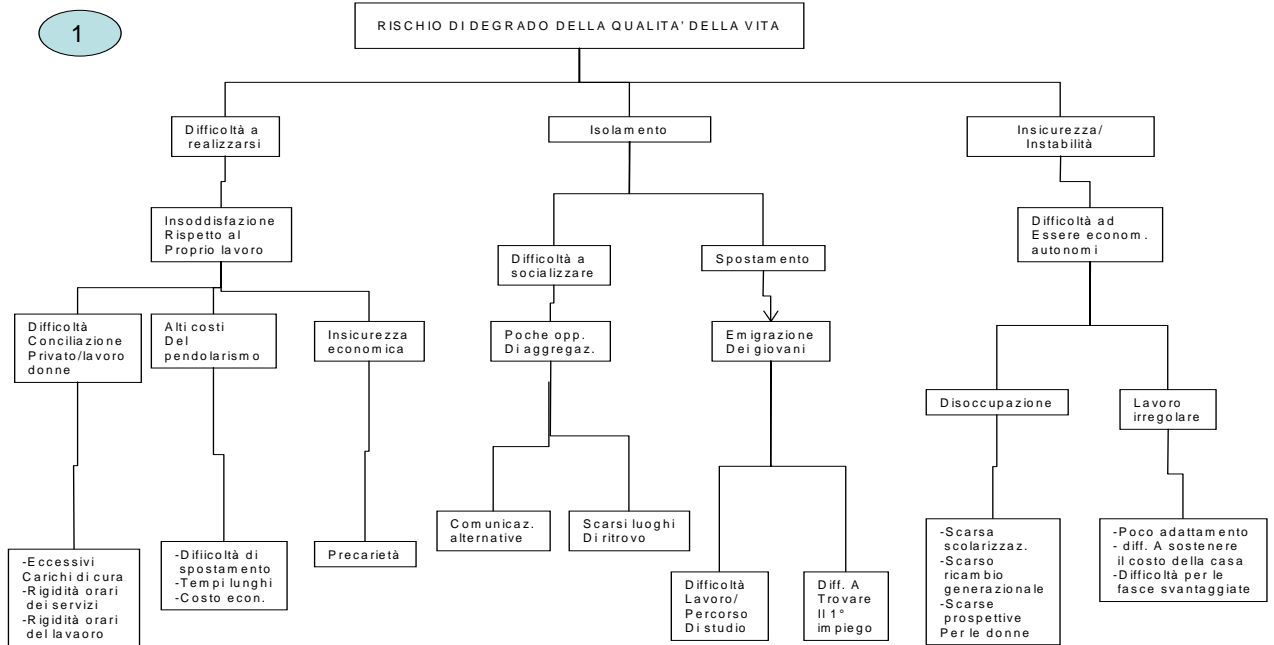 1
RISCHIO DI DEGRADO DELLA QUALITA’ DELLA VITA
Difficoltà a
realizzarsi
Isolamento
Insicurezza/
Instabilità
Insoddisfazione
Rispetto al
Proprio lavoro
Difficoltà a
socializzare
Spostamento
Difficoltà ad
Essere econom.
autonomi
Difficoltà
Conciliazione
Privato/lavoro
donne
Alti costi
Del
pendolarismo
Insicurezza
economica
Poche opp.
Di aggregaz.
Emigrazione
Dei giovani
Disoccupazione
Lavoro
irregolare
-Eccessivi
Carichi di cura
-Rigidità orari
dei servizi
-Rigidità orari
del lavaoro
-Difiicoltà di
spostamento
-Tempi lunghi
-Costo econ.
Precarietà
Comunicaz.
alternative
Scarsi luoghi
Di ritrovo
Difficoltà
Lavoro/
Percorso
Di studio
Diff. A
Trovare
Il 1°
impiego
-Scarsa
scolarizzaz.
-Scarso
ricambio
generazionale
-Scarse
prospettive
Per le donne
-Poco adattamento
- diff. A sostenere
il costo della casa
-Difficoltà per le
fasce svantaggiate